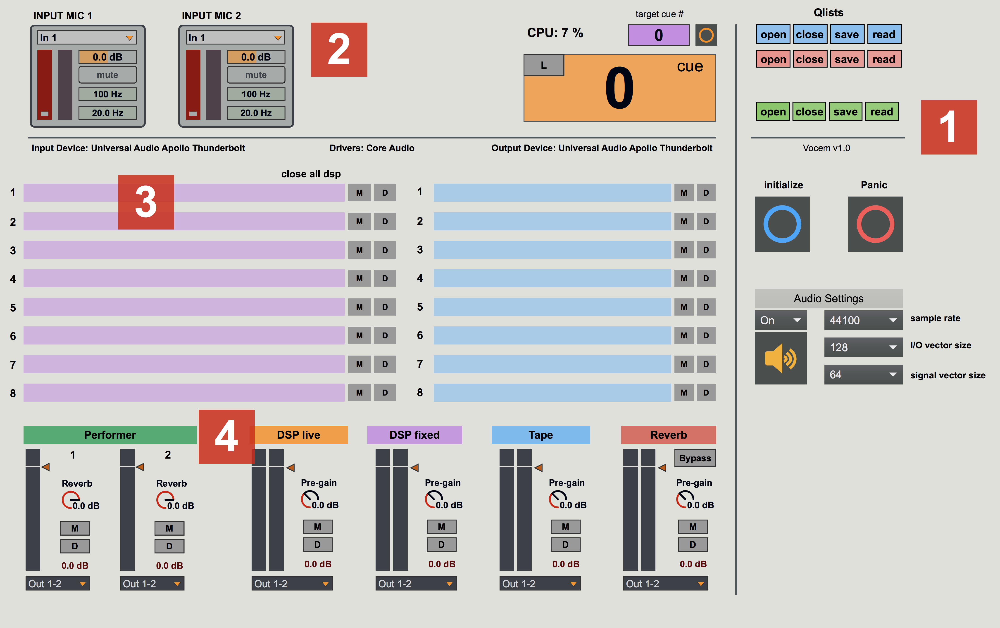 INPUT MIC 1
INPUT MIC 2
target cue #
Qlists
In 1
In 1
2
CPU: 7 %
0
open close save read
0.0 dB
0.0 dB
L
cue
open close save read
mute
mute
0
100 Hz
100 Hz
20.0 Hz
20.0 Hz
open close save read
1
Input Device: Universal Audio Apollo Thunderbolt
Drivers: Core Audio
Output Device: Universal Audio Apollo Thunderbolt
Vocem v1.0
close all dsp
initialize
Panic
3
1 M D 1 M D
2 M D 2 M D
3 M D 3 M D
4 M D 4 M D
5 M D 5 M D
6 M D 6 M D
7 M D 7 M D
8 M D 8 M D
Audio Settings
On
44100
sample rate
128
I/O vector size
64
signal vector size
4
Performer
DSP live
DSP fixed
Tape
Reverb
1
2
Bypass
Reverb
Reverb
Pre-gain
Pre-gain
Pre-gain
Pre-gain
0.0 dB
0.0 dB
0.0 dB
0.0 dB
0.0 dB
0.0 dB
M M M M M M
D D D D D D
0.0 dB
0.0 dB
0.0 dB
0.0 dB
0.0 dB
0.0 dB
Out 1-2
Out 1-2
Out 1-2
Out 1-2
Out 1-2
Out 1-2